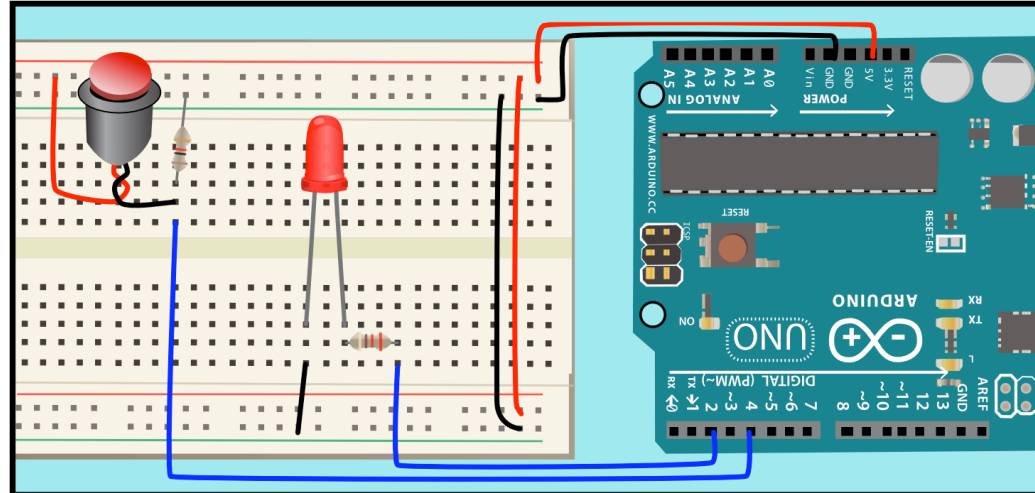 A5 A4 A3 A2 A1 A0
ANALOG IN
Vin GND GND 5V 3.3V RESET
POWER
WWW.ARDUINO.CC
RESET
ICSP
RESET-EN
ON
UNO
ARDUINO
RX
TX
L
DIGITAL (PWM~)
RX TX
0 1 2 ~3 4 ~5 ~6 7 8 ~9 ~10 ~11 12 13 GND AREF